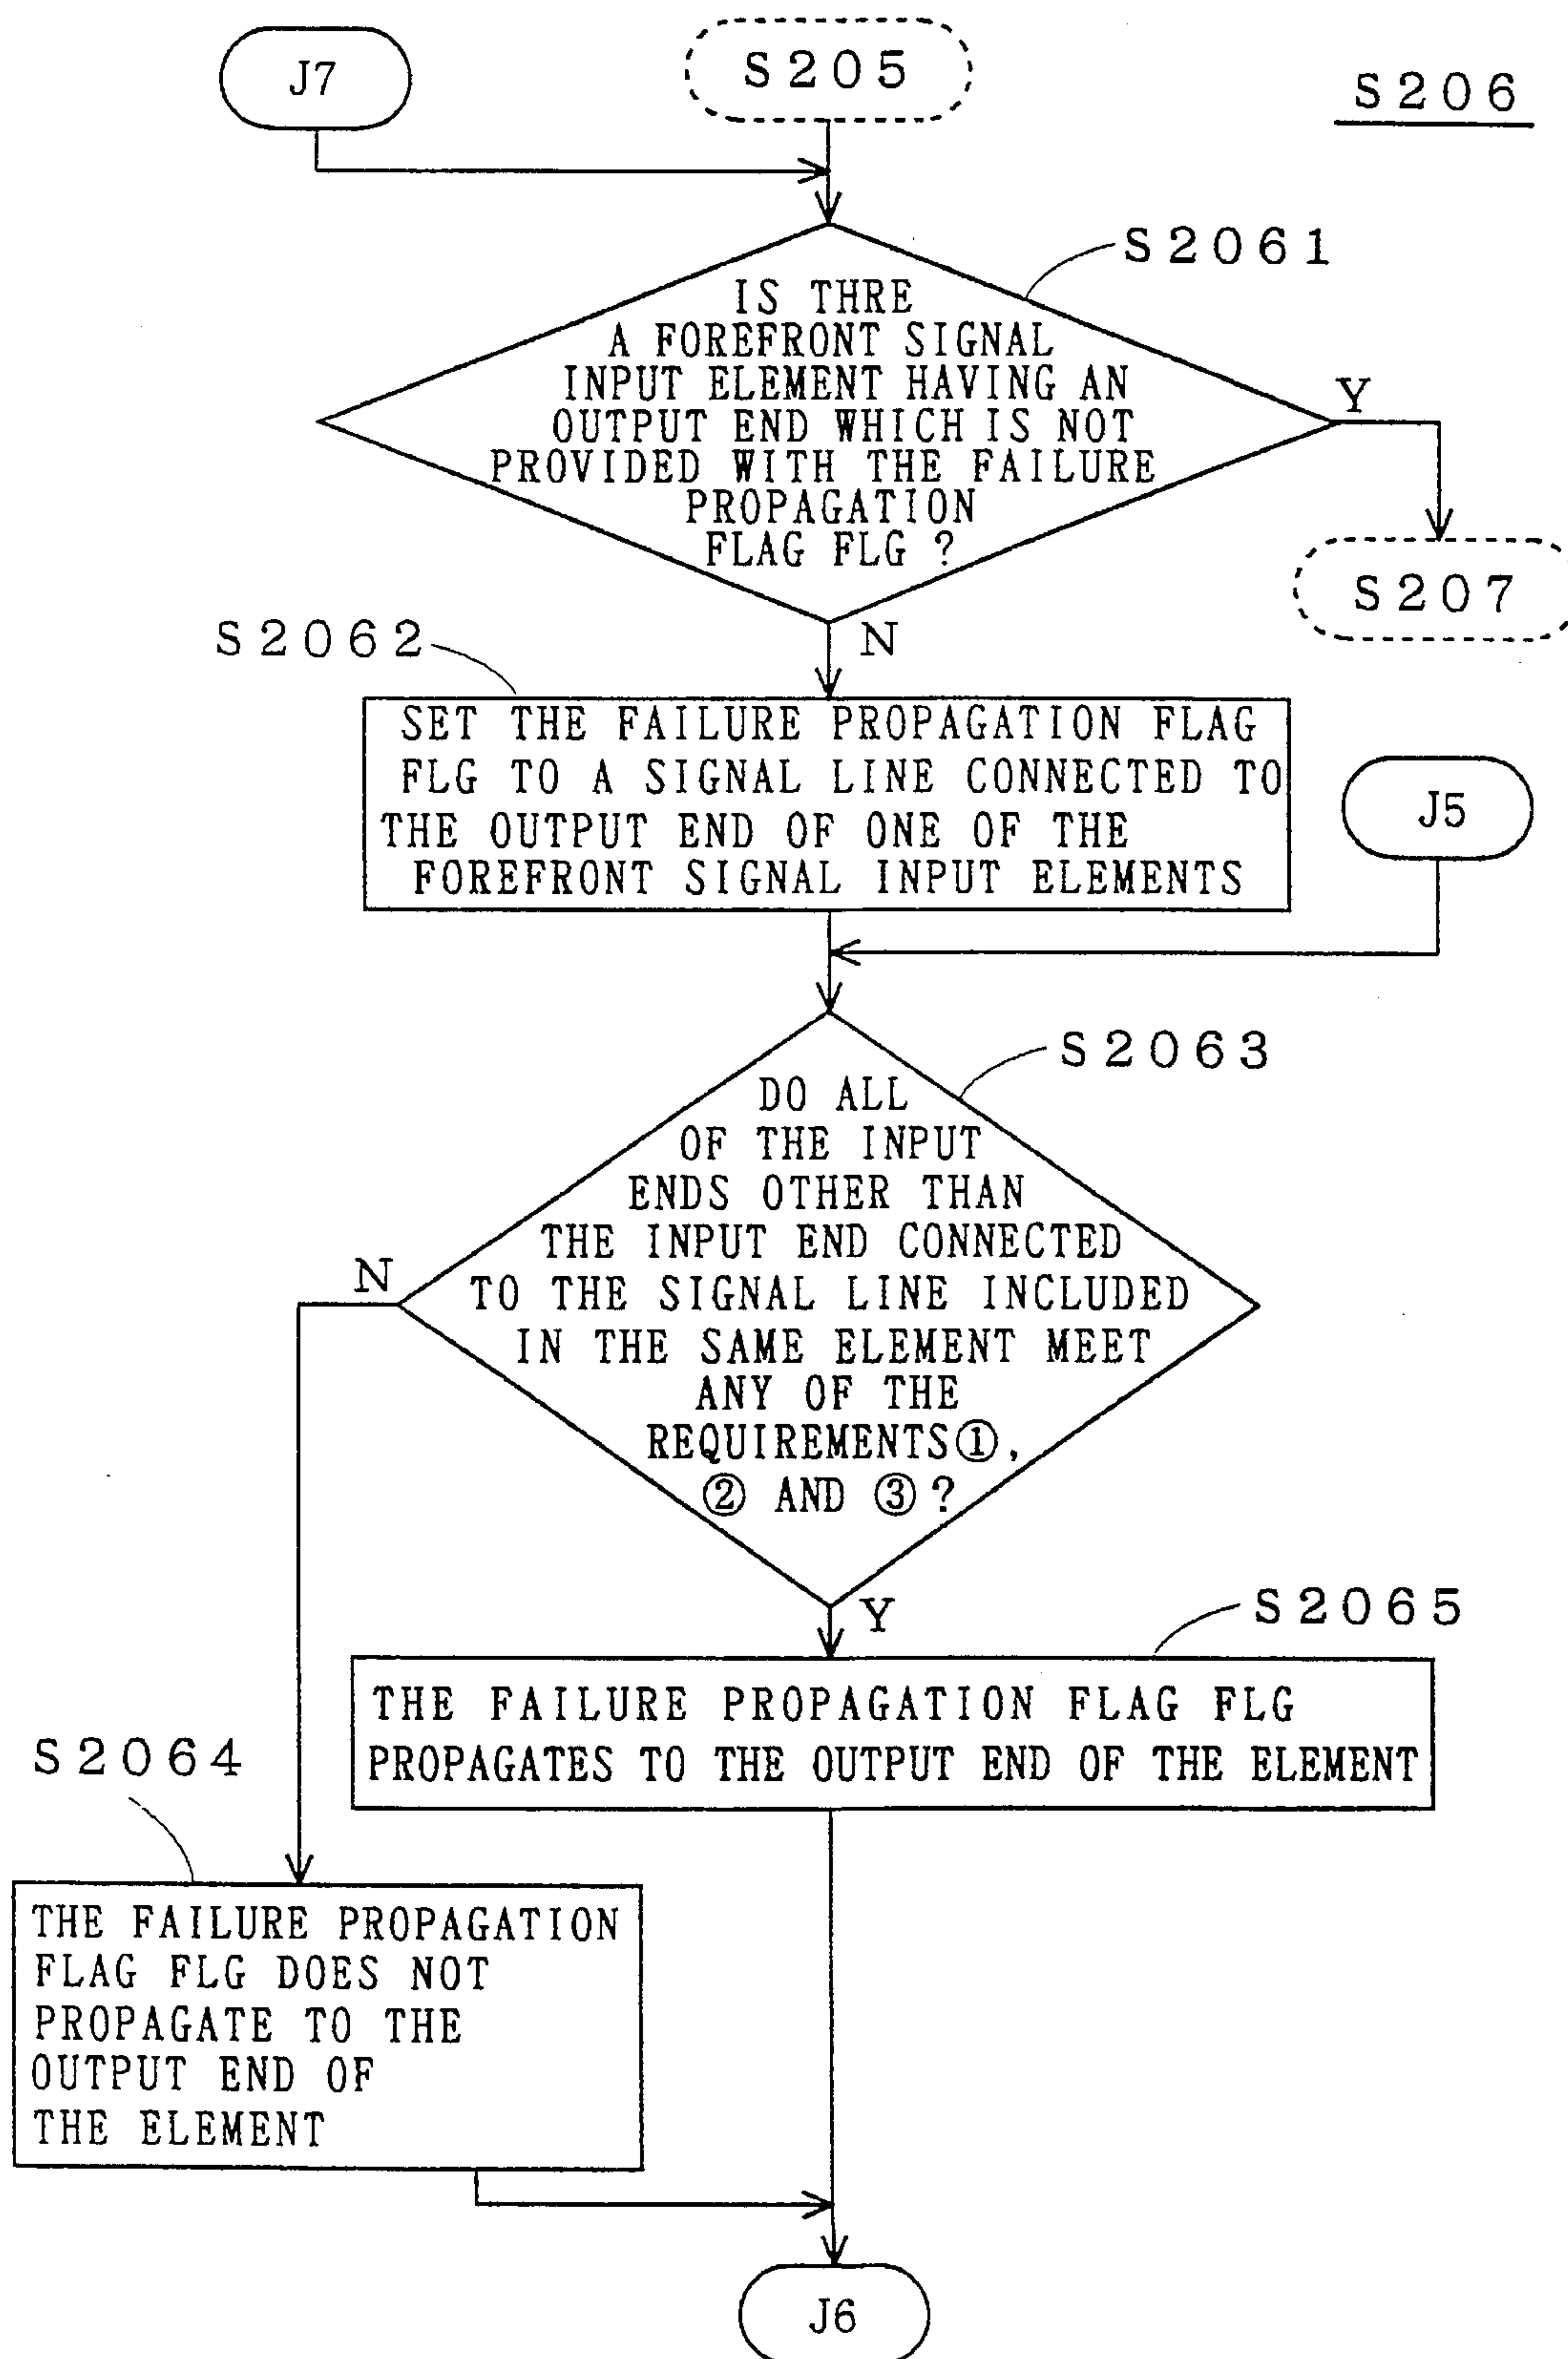 J7
S205
S206
S2061
IS THRE
A FOREFRONT SIGNAL
INPUT ELEMENT HAVING AN
OUTPUT END WHICH IS NOT
PROVIDED WITH THE FAILURE
PROPAGATION
FLAG FLG ?
Y
S207
N
S2062
SET THE FAILURE PROPAGATION FLAG
FLG TO A SIGNAL LINE CONNECTED TO
THE OUTPUT END OF ONE OF THE
FOREFRONT SIGNAL INPUT ELEMENTS
J5
S2063
DO ALL
OF THE INPUT
ENDS OTHER THAN
THE INPUT END CONNECTED
TO THE SIGNAL LINE INCLUDED
IN THE SAME ELEMENT MEET
ANY OF THE
REQUIREMENTS①,
② AND ③?
N
Y
S2065
THE FAILURE PROPAGATION FLAG FLG
PROPAGATES TO THE OUTPUT END OF THE ELEMENT
S2064
THE FAILURE PROPAGATION
FLAG FLG DOES NOT
PROPAGATE TO THE
OUTPUT END OF
THE ELEMENT
J6